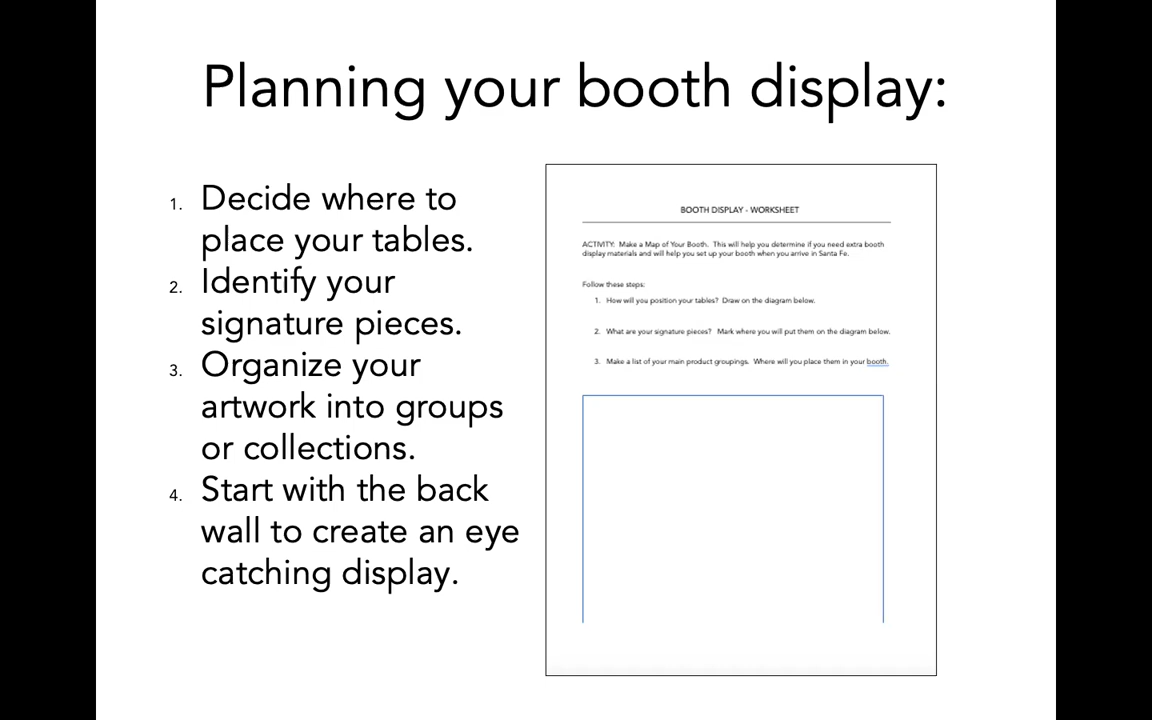 Planning your booth display:
1. Decide where to
place your tables.
2. Identify your
signature pieces.
3. Organize your
artwork into groups
or collections.
4. Start with the back
wall to create an eye
catching display.
BOOTH DISPLAY - WORKSHEET
ACTIVITY: Make a Map of Your Booth. This will help you determine if you need extra booth
display materials and will help you set up your booth when you arrive in Santa Fe.
Follow these steps:
1. How will you position your tables? Draw on the diagram below.
2. What are your signature pieces? Mark where you will put them on the diagram below.
3. Make a list of your main product groupings. Where will you place them in your booth.